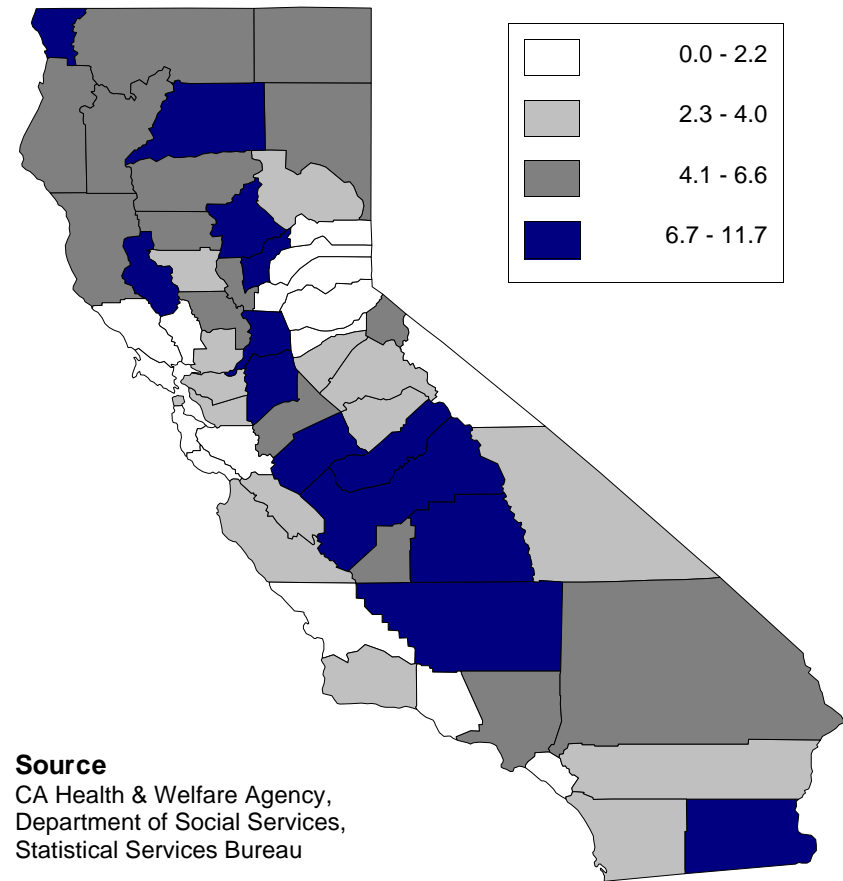 0.0 - 2.2
2.3 - 4.0
4.1 - 6.6
6.7 - 11.7
Source
CA Health & Welfare Agency,
Department of Social Services,
Statistical Services Bureau